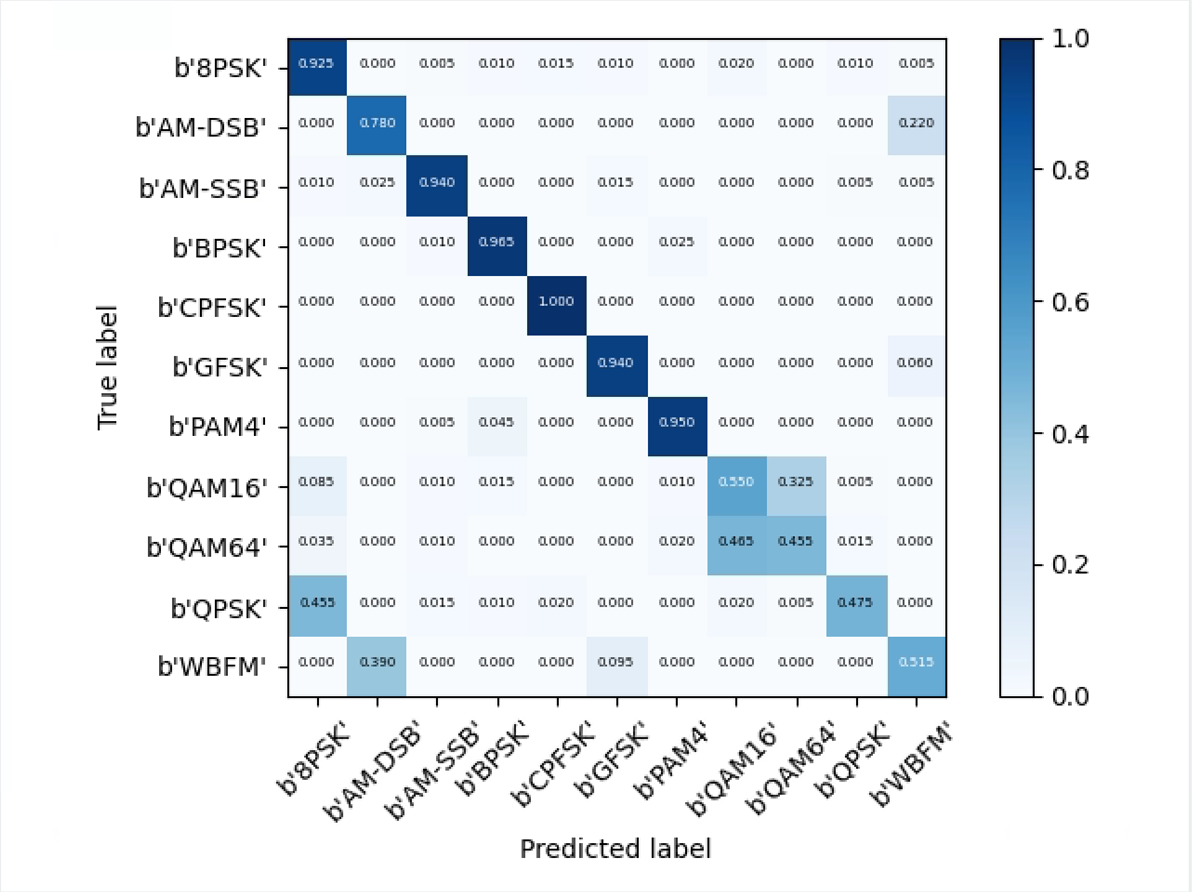 b'8PSK' 0.925 0.000 0.005 0.010 0.015 0.010 0.000 0.020 0.000 0.010 0.005
b'AM-DSB' 0.000 0.780 0.000 0.000 0.000 0.000 0.000 0.000 0.000 0.000 0.220
b'AM-SSB' 0.010 0.025 0.940 0.000 0.000 0.015 0.000 0.000 0.000 0.005 0.005
b'BPSK' 0.000 0.000 0.010 0.965 0.000 0.000 0.025 0.000 0.000 0.000 0.000
b'CPFSK' 0.000 0.000 0.000 0.000 1.000 0.000 0.000 0.000 0.000 0.000 0.000
b'GFSK' 0.000 0.000 0.000 0.000 0.000 0.940 0.000 0.000 0.000 0.000 0.060
b'PAM4' 0.000 0.000 0.005 0.045 0.000 0.000 0.950 0.000 0.000 0.000 0.000
b'QAM16' 0.085 0.000 0.010 0.015 0.000 0.000 0.010 0.550 0.325 0.005 0.000
b'QAM64' 0.035 0.000 0.010 0.000 0.000 0.000 0.020 0.465 0.455 0.015 0.000
b'QPSK' 0.455 0.000 0.015 0.010 0.020 0.000 0.000 0.020 0.005 0.475 0.000
b'WBFM' 0.000 0.390 0.000 0.000 0.000 0.095 0.000 0.000 0.000 0.000 0.515
True label
b'8PSK' b'AM-DSB' b'AM-SSB' b'BPSK' b'CPFSK' b'GFSK' b'PAM4' b'QAM16' b'QAM64' b'QPSK' b'WBFM'
Predicted label
1.0
0.8
0.6
0.4
0.2
0.0